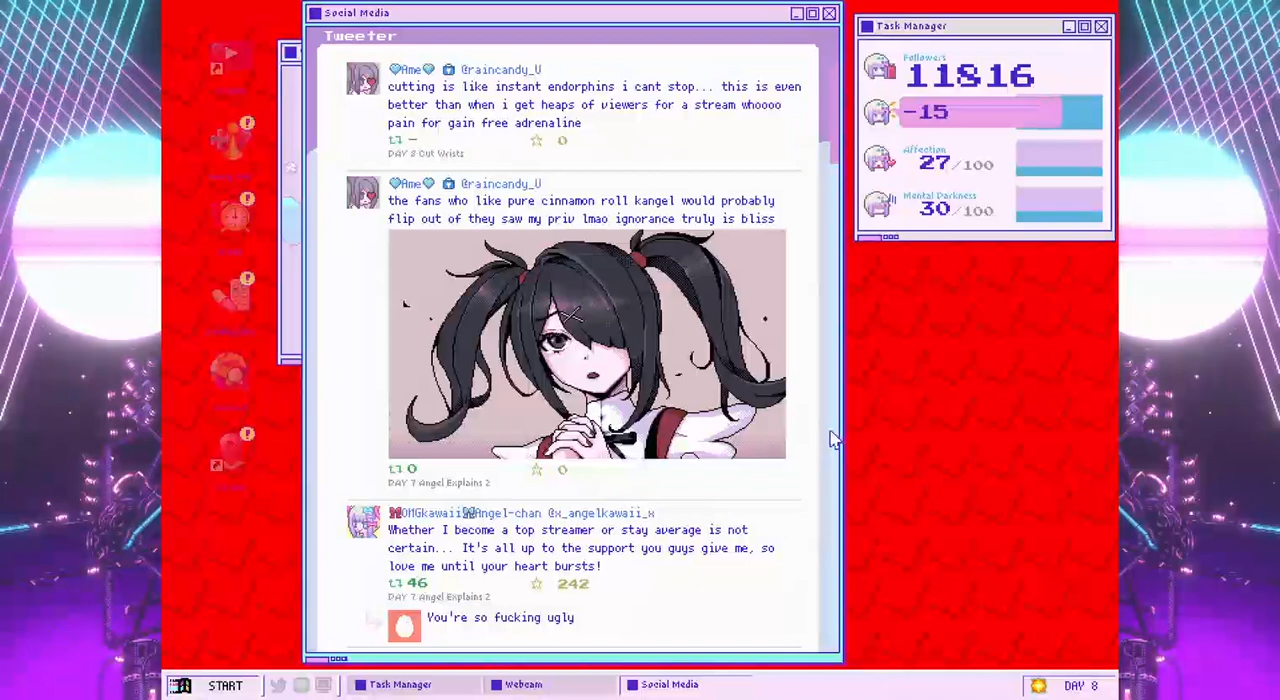 Social Media
Tweeter
Ame @raincandy_U
cutting is like instant endorphins i cant stop... this is even
better than when i get heaps of viewers for a stream whoooo
pain for gain free adrenaline
-
0
DAY 8 Cut Wrists
Ame @raincandy_U
the fans who like pure cinnamon roll kangel would probably
flip out of they saw my priv lmao ignorance truly is bliss
0
0
DAY 7 Angel Explains 2
OMGkawaii Angel-chan @x_angelkawaii_x
Whether I become a top streamer or stay average is not
certain... It's all up to the support you guys give me, so
love me until your heart bursts!
46
242
DAY 7 Angel Explains 2
You're so fucking ugly
Task Manager
Followers
11816
-15
Affection
27/100
Mental Darkness
30/100
START
Task Manager
Webcam
Social Media
DAY 8